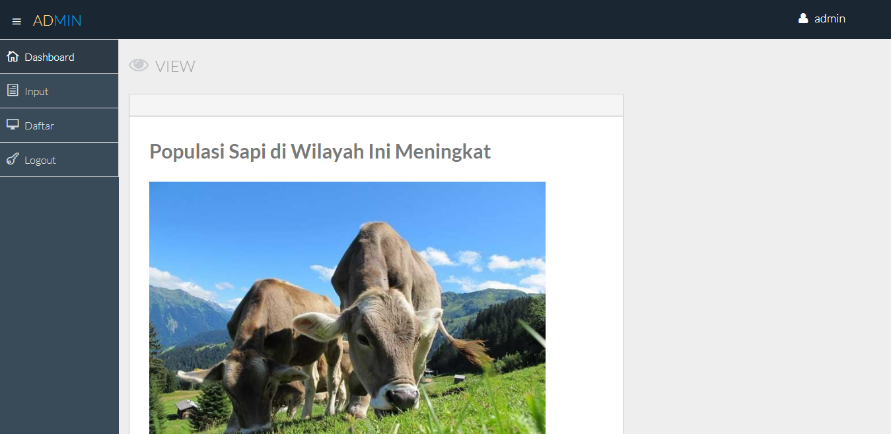 ADMIN
admin
Dashboard
Input
Daftar
Logout
VIEW
Populasi Sapi di Wilayah Ini Meningkat